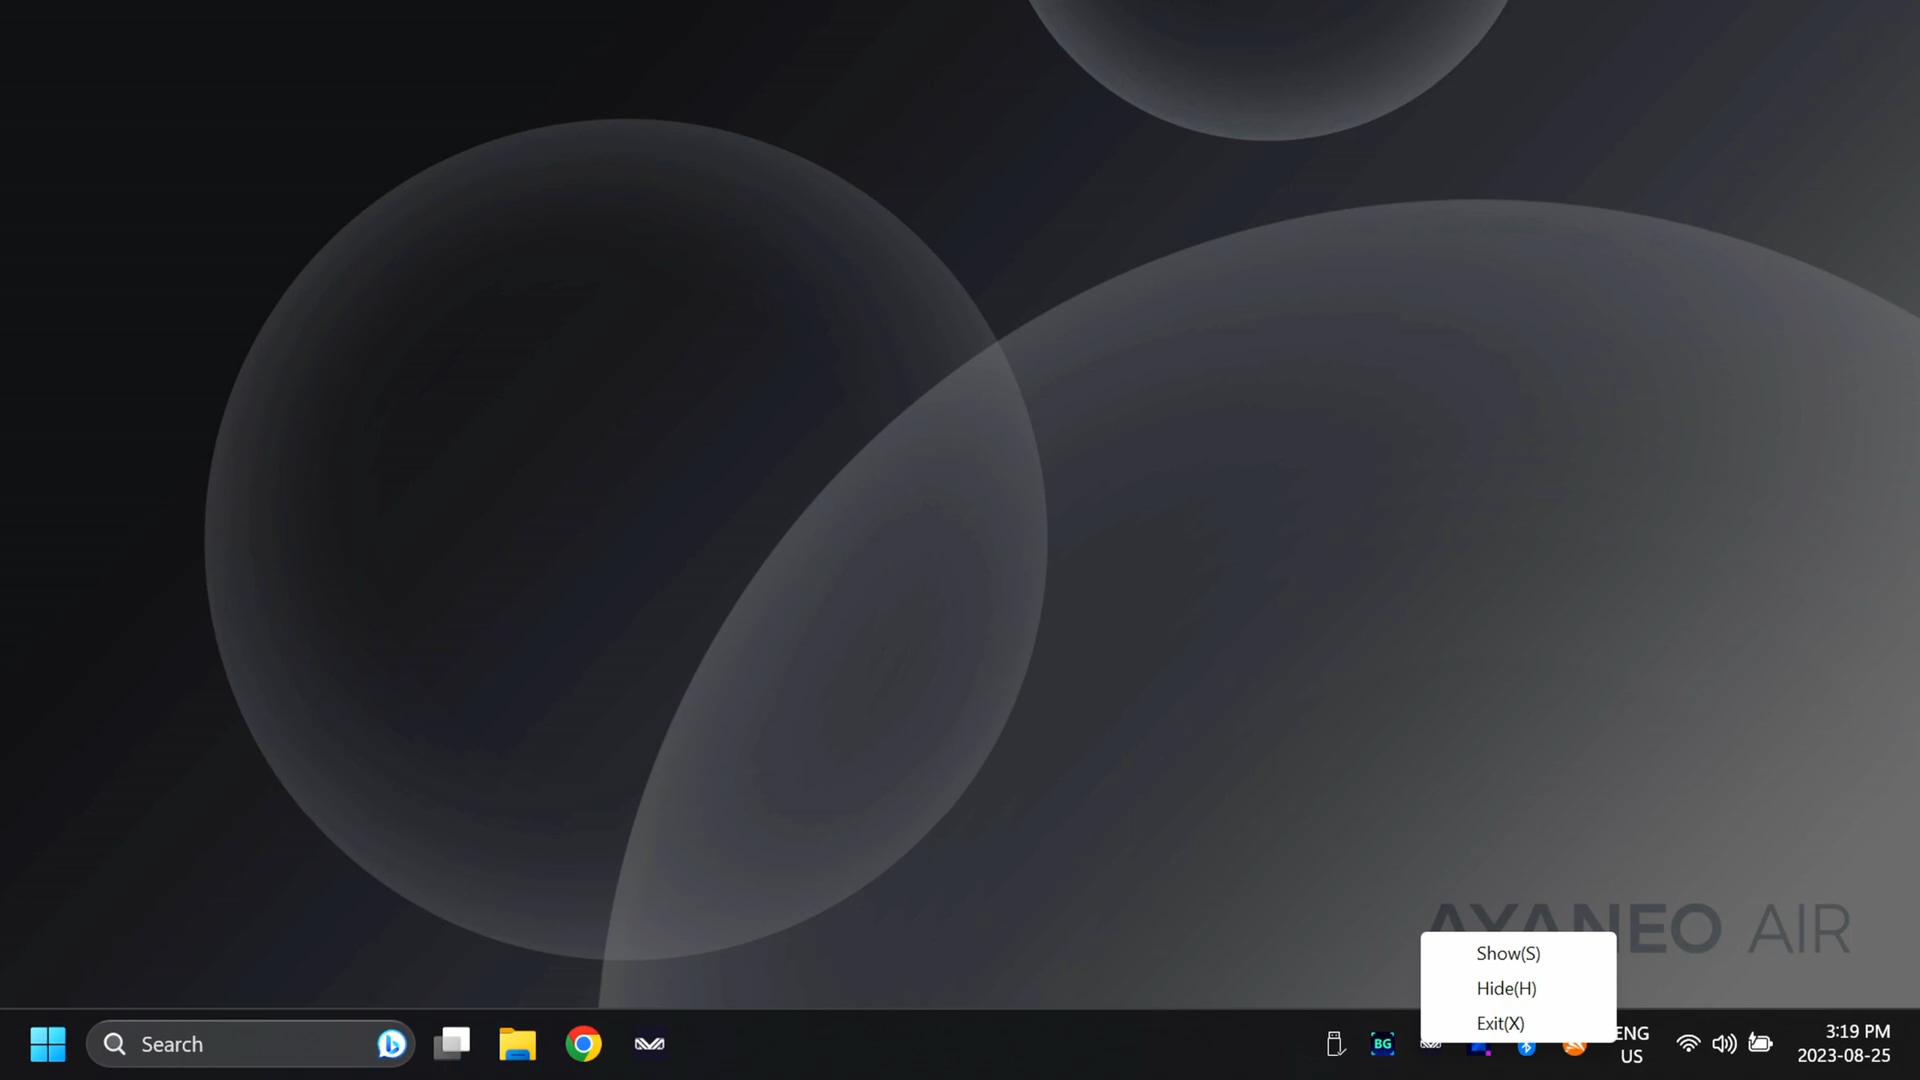 AYANEO AIR
Show(S)
Hide(H)
Exit(X)
Search
BG
ENG
US
3:19 PM
2023-08-25